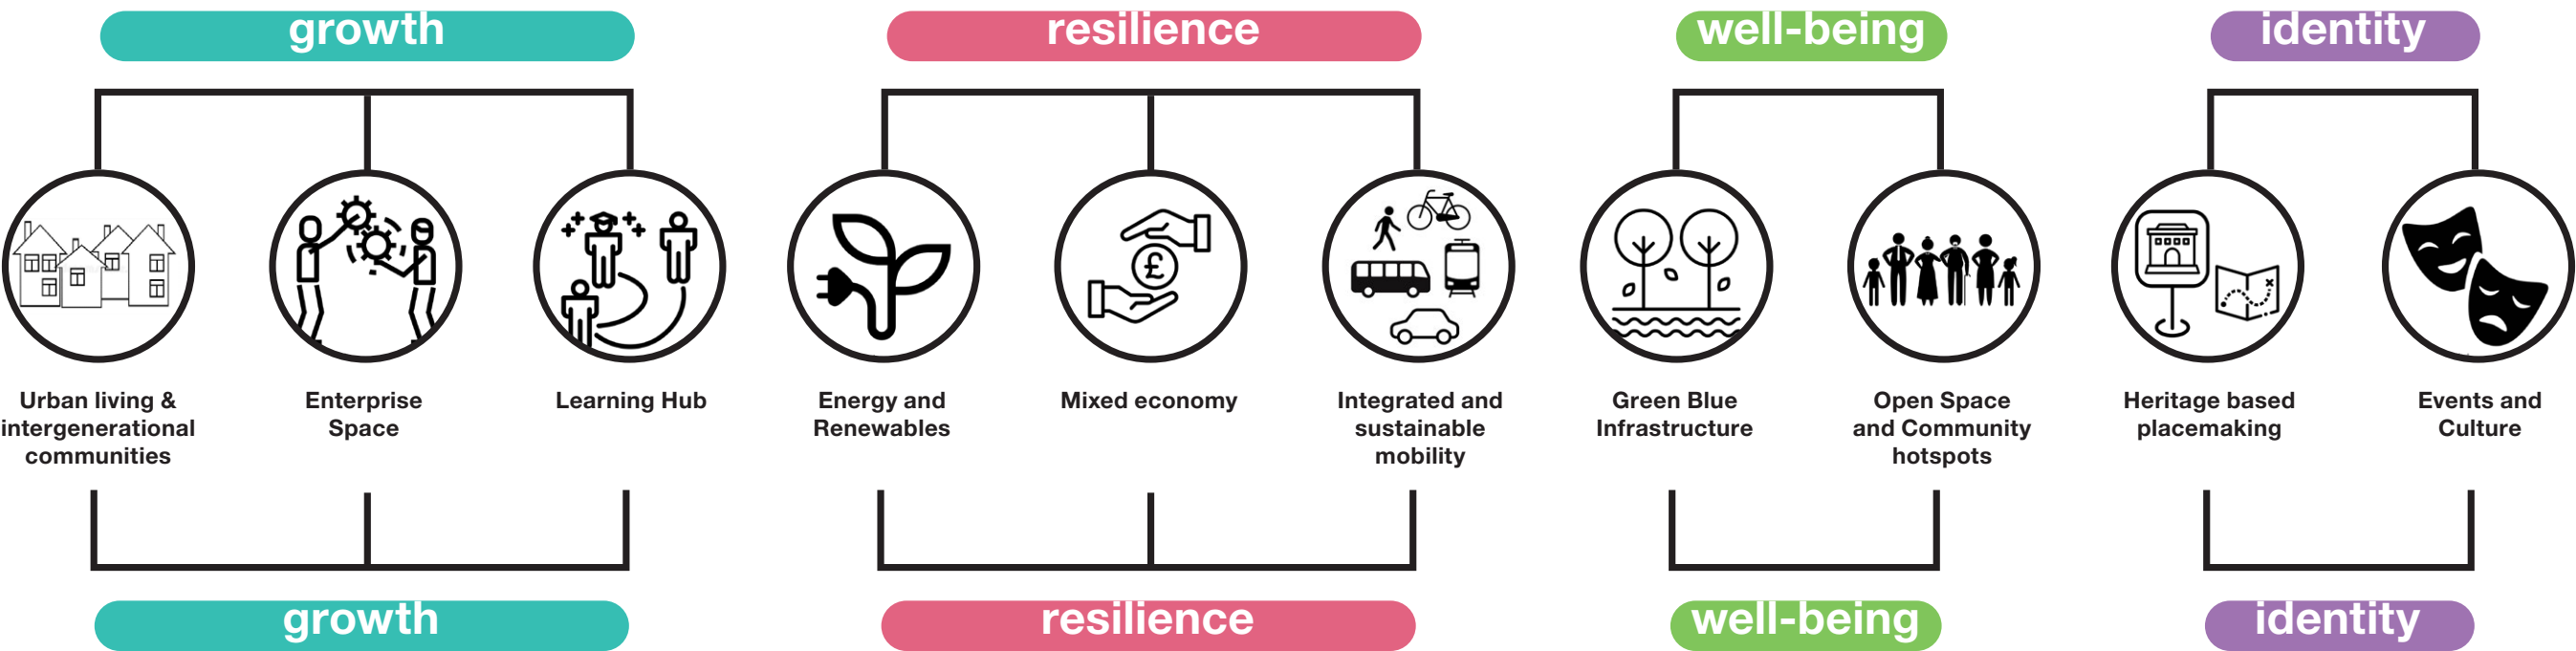 growth
resilience
well-being
identity
£
Urban living &
intergenerational
communities
Enterprise
Space
Learning Hub
Energy and
Renewables
Mixed economy
Integrated and
sustainable
mobility
Green Blue
Infrastructure
Open Space
and Community
hotspots
Heritage based
placemaking
Events and
Culture
growth
resilience
well-being
identity